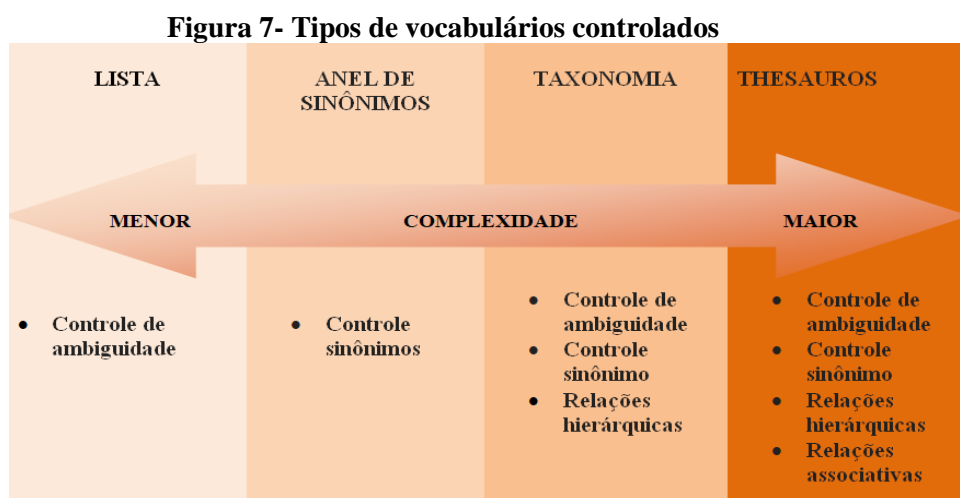 Figura 7- Tipos de vocabulários controlados
LISTA
ANEL DE
SINÔNIMOS
TAXONOMIA
THESAUROS
MENOR
COMPLEXIDADE
MAIOR
• Controle de
ambiguidade
• Controle
sinônimos
• Controle de
ambiguidade
• Controle
sinônimo
• Relações
hierárquicas
• Controle de
ambiguidade
• Controle
sinônimo
• Relações
hierárquicas
• Relações
associativas